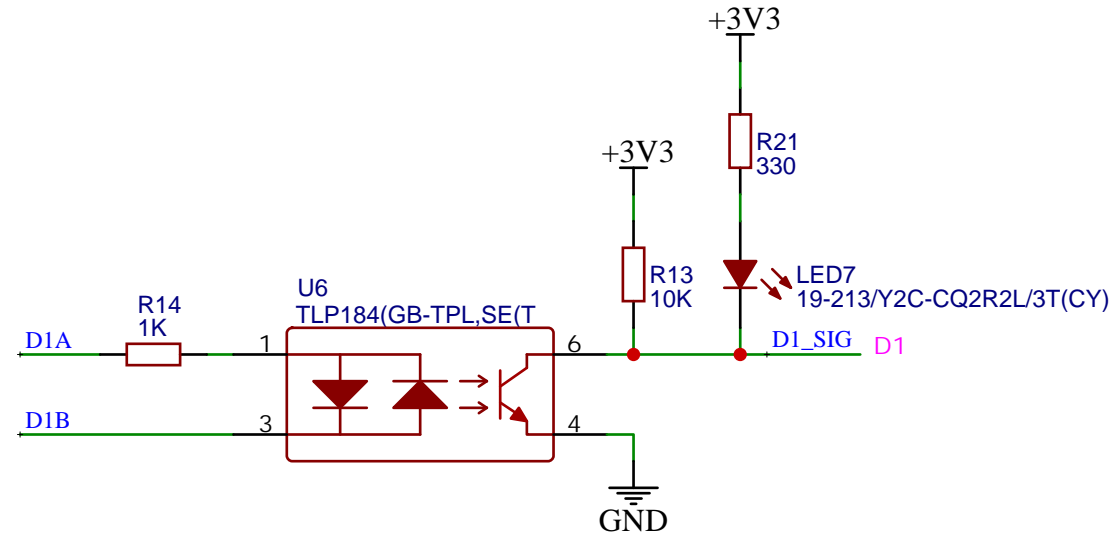 +3V3
R21
330
+3V3
R13
10K
LED7
19-213/Y2C-CQ2R2L/3T(CY)
U6
TLP184(GB-TPL,SE(T
R14
1K
D1A
1
6
D1_SIG
D1
D1B
3
4
GND